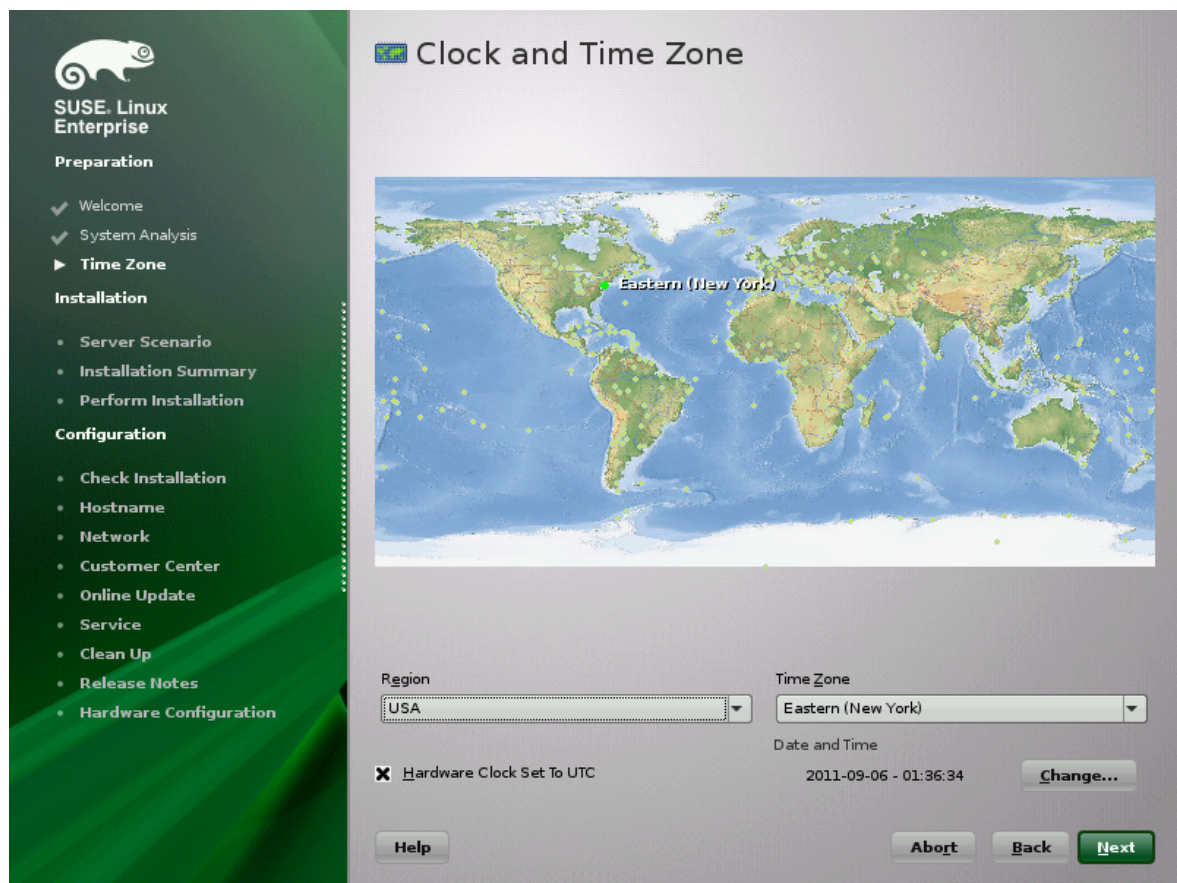 SUSE. Linux
Enterprise
Preparation
Welcome
System Analysis
Time Zone
Installation
Server Scenario
Installation Summary
Perform Installation
Configuration
Check Installation
Hostname
Network
Customer Center
Online Update
Service
Clean Up
Release Notes
Hardware Configuration
Clock and Time Zone
Eastern (New York)
Region
Time Zone
USA
Eastern (New York)
Date and Time
Hardware Clock Set To UTC
2011-09-06 - 01:36:34
Change...
Help
Abort
Back
Next